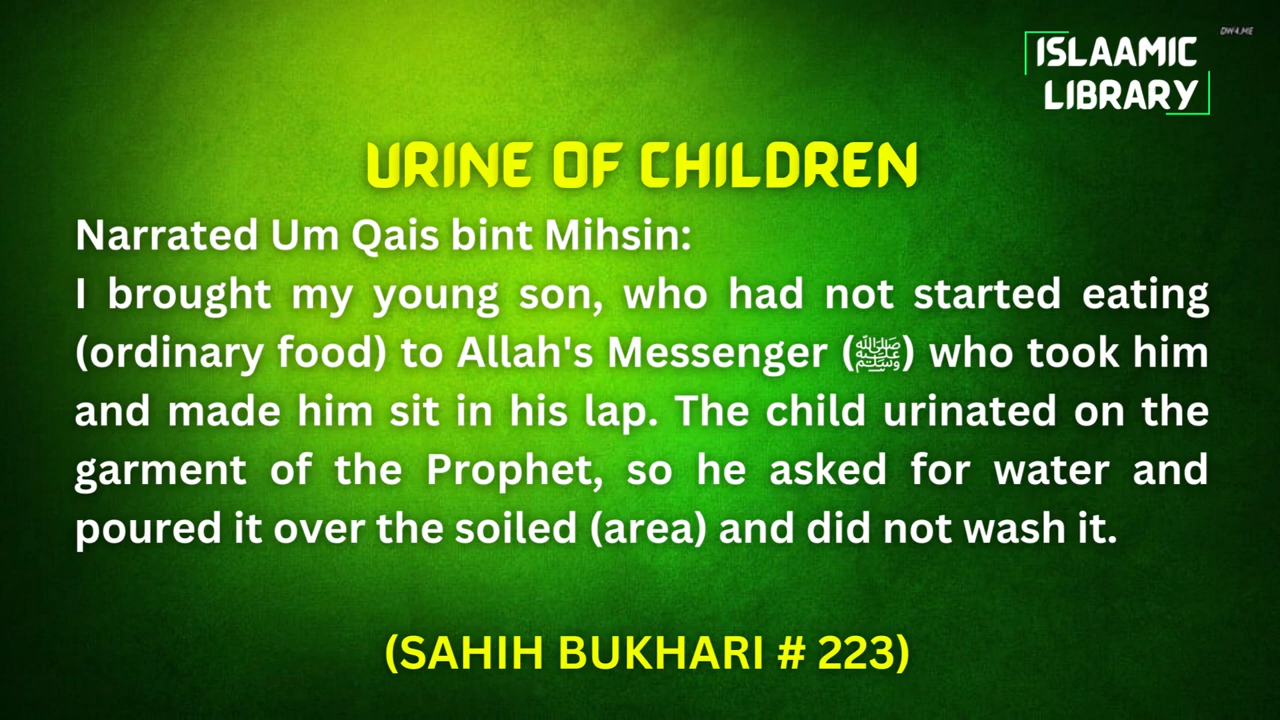 DW4.ME
ISLAAMIC
LIBRARY
URINE OF CHILDREN
Narrated Um Qais bint Mihsin:
I brought my young son, who had not started eating
(ordinary food) to Allah's Messenger (ﷺ) who took him
and made him sit in his lap. The child urinated on the
garment of the Prophet, so he asked for water and
poured it over the soiled (area) and did not wash it.
(SAHIH BUKHARI # 223)